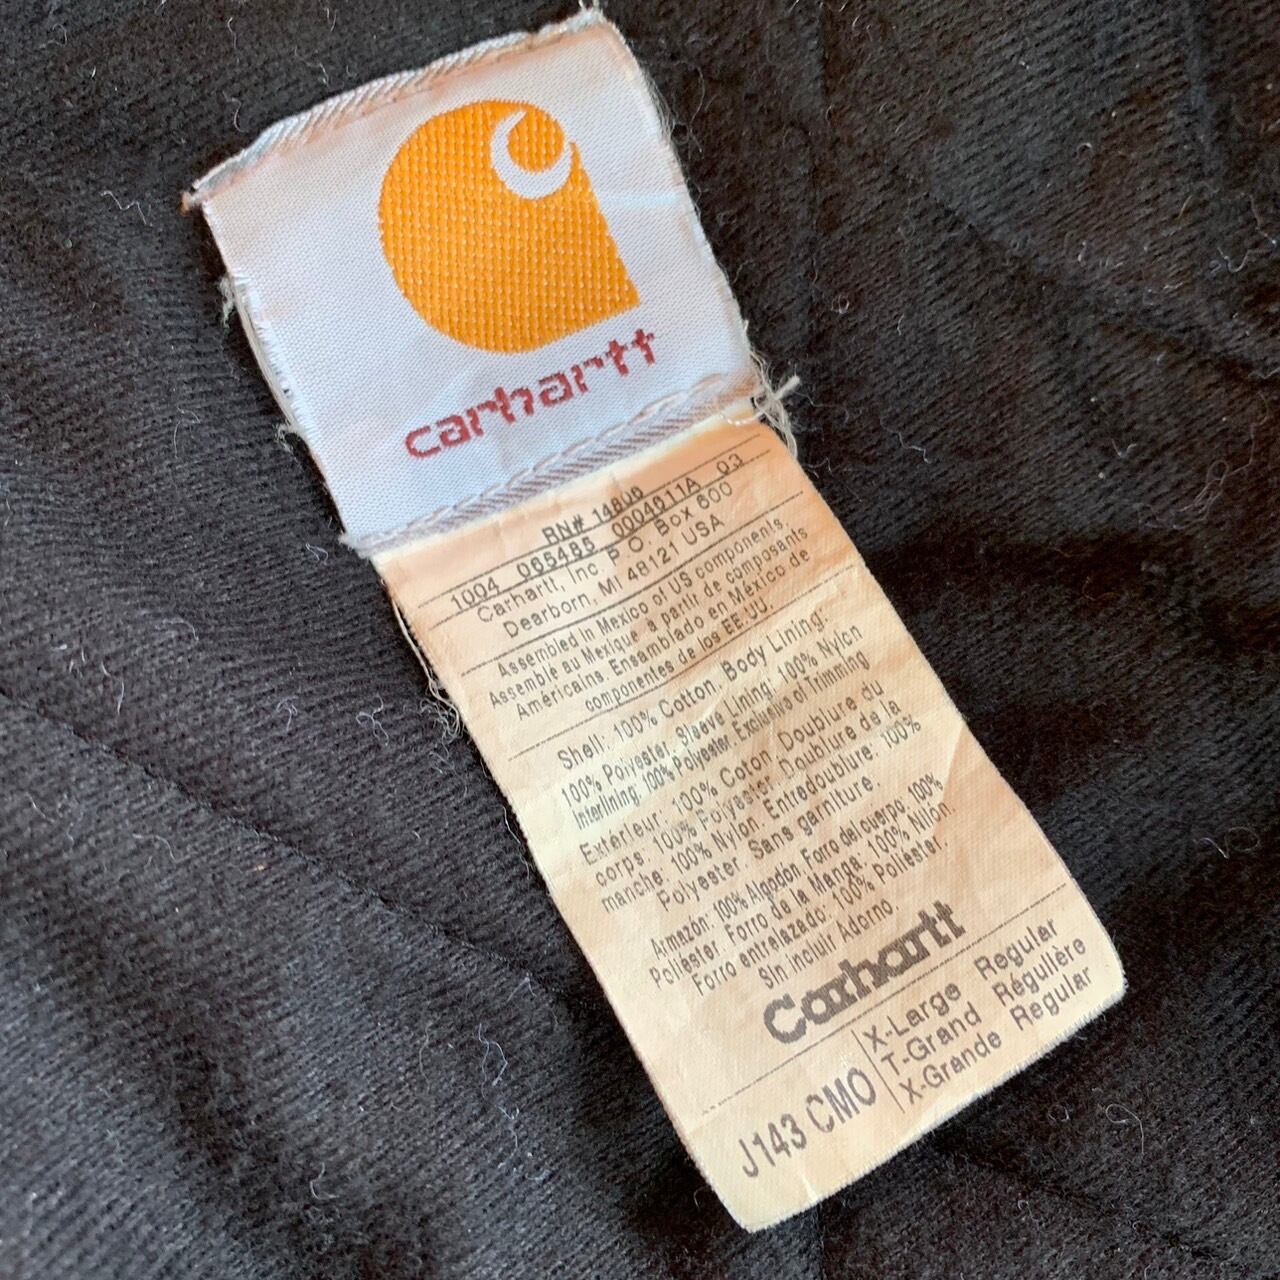 carhartt
RN# 14806
1004 065485 0004611A 03
Carhartt, Inc. P O Box 600
Dearborn, MI 48121 USA
Assembled in Mexico of US components.
Assemblé au Mexique à partir de composants
Américains. Ensamblado en México de
componentes de los EE.UU.
Shell: 100% Cotton. Body Lining:
100% Polyester. Sleeve Lining: 100% Nylon
Interlining: 100% Polyester. Exclusive of Trimming
Extérieur: 100% Coton. Doublure du
corps: 100% Polyester. Doublure de la
manche: 100% Nylon. Entredoublure: 100%
Polyester. Sans garniture.
Armazón: 100% Algodón. Forro del cuerpo: 100%
Poliéster. Forro de la Manga: 100% Nilón.
Forro entrelazado: 100% Poliester.
Sin incluir Adorno.
Carhartt
J143 CMO
X-Large Regular
T-Grand Régulière
X-Grande Regular